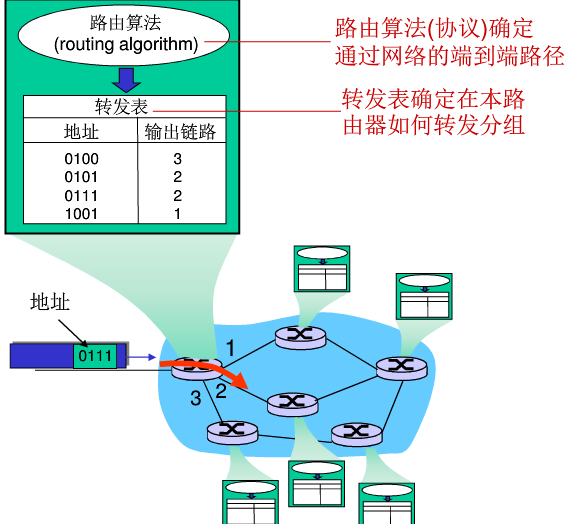 路由算法
(routing algorithm)
路由算法(协议)确定
通过网络的端到端路径
转发表
地址 输出链路
0100 3
0101 2
0111 2
1001 1
转发表确定在本路
由器如何转发分组
地址
0111
1
2
3